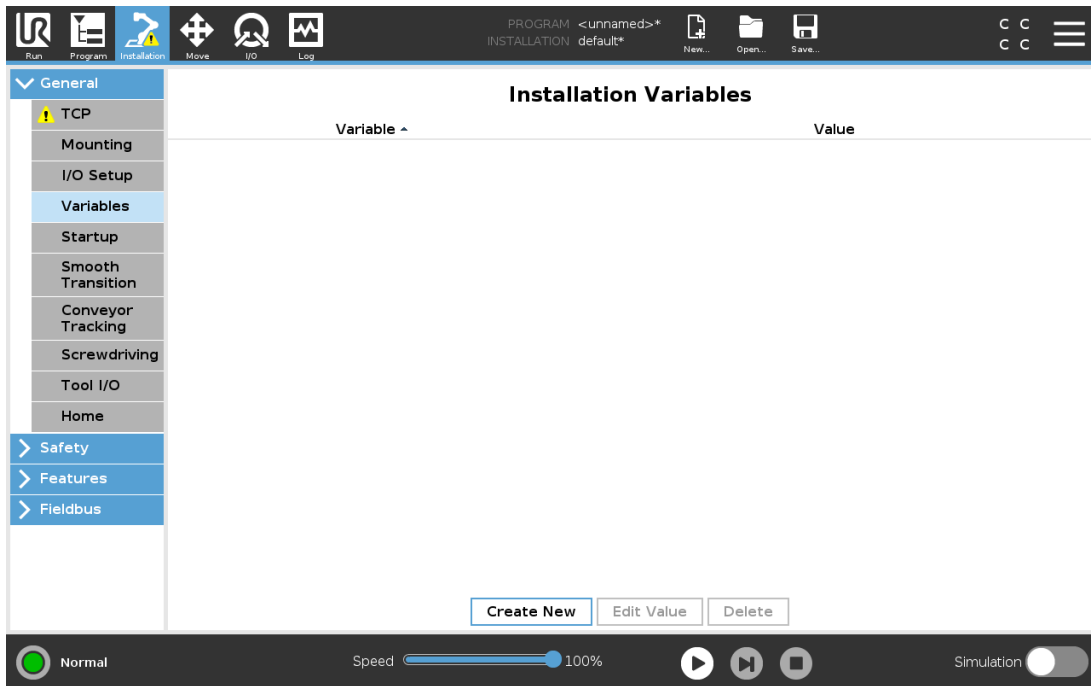 PROGRAM <unnamed>*
INSTALLATION default*
C C
C C
Run Program Installation Move I/O Log New... Open... Save...
General
TCP
Mounting
I/O Setup
Variables
Startup
Smooth
Transition
Conveyor
Tracking
Screwdriving
Tool I/O
Home
Safety
Features
Fieldbus
Installation Variables
Variable Value
Create New Edit Value Delete
Normal Speed 100% Simulation